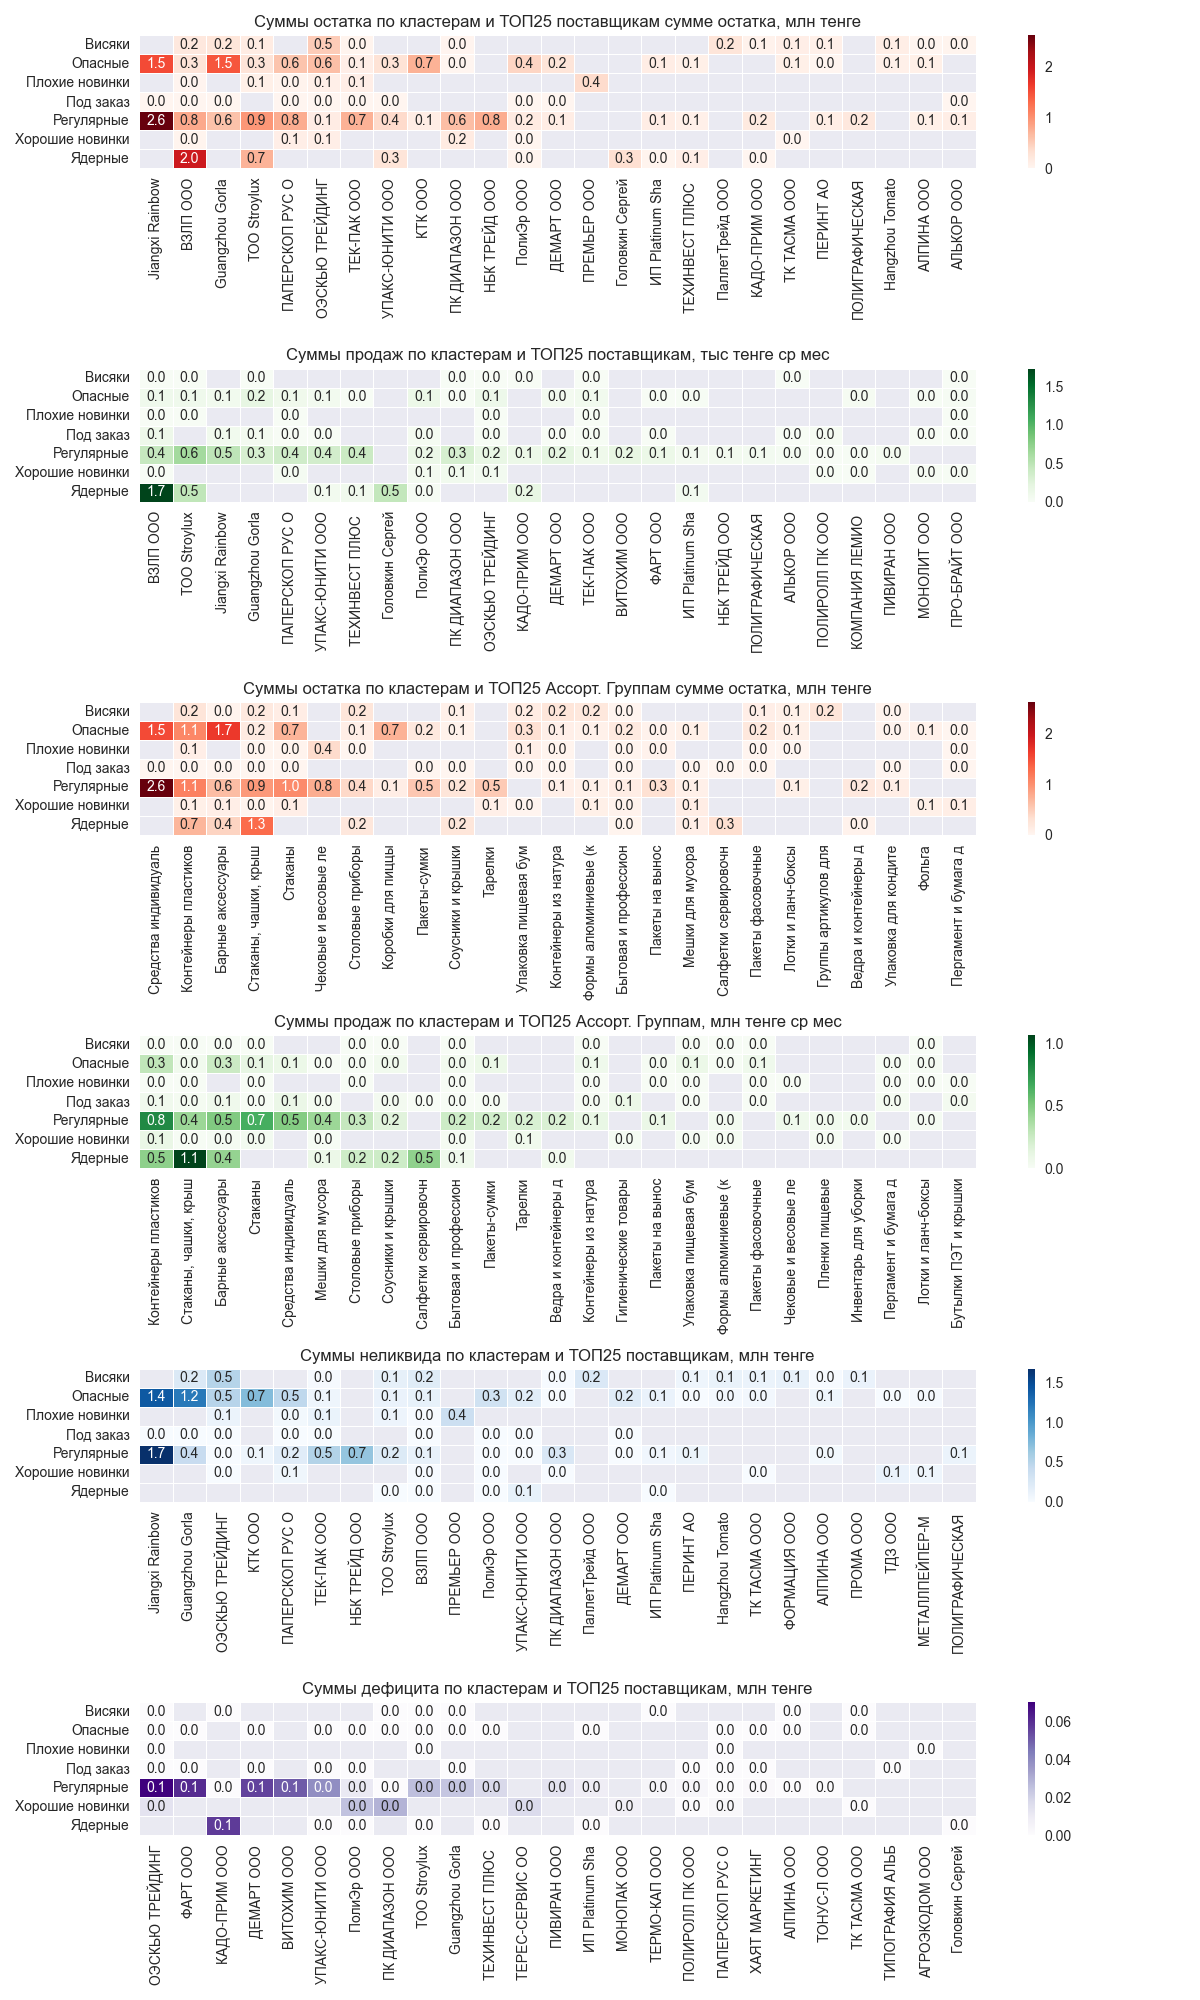 Суммы остатка по кластерам и ТОП25 поставщикам сумме остатка, млн тенге
Висяки 0.2 0.2 0.1 0.5 0.0 0.0 0.2 0.1 0.1 0.1 0.1 0.0 0.0
Опасные 1.5 0.3 1.5 0.3 0.6 0.6 0.1 0.3 0.7 0.0 0.4 0.2 0.1 0.1 0.1 0.0 0.1 0.1
Плохие новинки 0.0 0.1 0.0 0.1 0.1 0.4
Под заказ 0.0 0.0 0.0 0.0 0.0 0.0 0.0 0.0 0.0 0.0
Регулярные 2.6 0.8 0.6 0.9 0.8 0.1 0.7 0.4 0.1 0.6 0.8 0.2 0.1 0.1 0.1 0.2 0.1 0.2 0.1 0.1
Хорошие новинки 0.0 0.1 0.1 0.2 0.0 0.0
Ядерные 2.0 0.7 0.3 0.0 0.3 0.0 0.1 0.0
2
1
0
Jiangxi Rainbow
ВЗЛП ООО
Guangzhou Gorla
ТОО Stroylux
ПАПЕРСКОП РУС О
ОЭСКЬЮ ТРЕЙДИНГ
ТЕК-ПАК ООО
УПАКС-ЮНИТИ ООО
КТК ООО
ПК ДИАПАЗОН ООО
НБК ТРЕЙД ООО
ПолиЭр ООО
ДЕМАРТ ООО
ПРЕМЬЕР ООО
Головкин Сергей
ИП Platinum Sha
ТЕХИНВЕСТ ПЛЮС
ПаллетТрейд ООО
КАДО-ПРИМ ООО
ТК ТАСМА ООО
ПЕРИНТ АО
ПОЛИГРАФИЧЕСКАЯ
Hangzhou Tomato
АЛПИНА ООО
АЛЬКОР ООО
Суммы продаж по кластерам и ТОП25 поставщикам, тыс тенге ср мес
Висяки 0.0 0.0 0.0 0.0 0.0 0.0 0.0 0.0 0.0
Опасные 0.1 0.1 0.1 0.2 0.1 0.1 0.0 0.1 0.0 0.1 0.0 0.1 0.0 0.0 0.0 0.0 0.0
Плохие новинки 0.0 0.0 0.0 0.0 0.0 0.0
Под заказ 0.1 0.1 0.1 0.0 0.0 0.0 0.0 0.0 0.0 0.0 0.0 0.0 0.0 0.0
Регулярные 0.4 0.6 0.5 0.3 0.4 0.4 0.4 0.2 0.3 0.2 0.1 0.2 0.1 0.2 0.1 0.1 0.1 0.1 0.0 0.0 0.0 0.0
Хорошие новинки 0.0 0.0 0.1 0.1 0.1 0.0 0.0 0.0 0.0
Ядерные 1.7 0.5 0.1 0.1 0.5 0.0 0.2 0.1
1.5
1.0
0.5
0.0
ВЗЛП ООО
ТОО Stroylux
Jiangxi Rainbow
Guangzhou Gorla
ПАПЕРСКОП РУС О
УПАКС-ЮНИТИ ООО
ТЕХИНВЕСТ ПЛЮС
Головкин Сергей
ПолиЭр ООО
ПК ДИАПАЗОН ООО
ОЭСКЬЮ ТРЕЙДИНГ
КАДО-ПРИМ ООО
ДЕМАРТ ООО
ТЕК-ПАК ООО
ВИТОХИМ ООО
ФАРТ ООО
ИП Platinum Sha
НБК ТРЕЙД ООО
ПОЛИГРАФИЧЕСКАЯ
АЛЬКОР ООО
ПОЛИРОЛЛ ПК ООО
КОМПАНИЯ ЛЕМИО
ПИВИРАН ООО
МОНОЛИТ ООО
ПРО-БРАЙТ ООО
Суммы остатка по кластерам и ТОП25 Ассорт. Группам сумме остатка, млн тенге
Висяки 0.2 0.0 0.2 0.1 0.2 0.1 0.2 0.2 0.2 0.0 0.1 0.1 0.2 0.0
Опасные 1.5 1.1 1.7 0.2 0.7 0.1 0.7 0.2 0.1 0.3 0.1 0.1 0.2 0.0 0.1 0.2 0.1 0.0 0.1 0.0
Плохие новинки 0.1 0.0 0.0 0.4 0.0 0.1 0.0 0.0 0.0 0.0 0.0
Под заказ 0.0 0.0 0.0 0.0 0.0 0.0 0.0 0.0 0.0 0.0 0.0 0.0 0.0 0.0
Регулярные 2.6 1.1 0.6 0.9 1.0 0.8 0.4 0.1 0.5 0.2 0.5 0.1 0.1 0.1 0.3 0.1 0.1 0.2 0.1
Хорошие новинки 0.1 0.1 0.0 0.1 0.1 0.0 0.1 0.0 0.1 0.1 0.1
Ядерные 0.7 0.4 1.3 0.2 0.2 0.0 0.1 0.3 0.0
2
1
0
Средства индивидуаль
Контейнеры пластиков
Барные аксессуары
Стаканы, чашки, крыш
Стаканы
Чековые и весовые ле
Столовые приборы
Коробки для пиццы
Пакеты-сумки
Соусники и крышки
Тарелки
Упаковка пищевая бум
Контейнеры из натура
Формы алюминиевые (к
Бытовая и профессион
Пакеты на вынос
Мешки для мусора
Салфетки сервировочн
Пакеты фасовочные
Лотки и ланч-боксы
Группы артикулов для
Ведра и контейнеры д
Упаковка для кондите
Фольга
Пергамент и бумага д
Суммы продаж по кластерам и ТОП25 Ассорт. Группам, млн тенге ср мес
Висяки 0.0 0.0 0.0 0.0 0.0 0.0 0.0 0.0 0.0 0.0 0.0 0.0
Опасные 0.3 0.0 0.3 0.1 0.1 0.0 0.0 0.0 0.0 0.1 0.1 0.0 0.1 0.0 0.1 0.0 0.0
Плохие новинки 0.0 0.0 0.0 0.0 0.0 0.0 0.0 0.0 0.0 0.0 0.0 0.0 0.0
Под заказ 0.1 0.0 0.1 0.0 0.1 0.0 0.0 0.0 0.0 0.0 0.1 0.0 0.0 0.0 0.0
Регулярные 0.8 0.4 0.5 0.7 0.5 0.4 0.3 0.2 0.2 0.2 0.2 0.2 0.1 0.1 0.0 0.1 0.0 0.0 0.0
Хорошие новинки 0.1 0.0 0.0 0.0 0.0 0.0 0.1 0.0 0.0 0.0 0.0 0.0
Ядерные 0.5 1.1 0.4 0.1 0.2 0.2 0.5 0.1 0.0
1.0
0.5
0.0
Контейнеры пластиков
Стаканы, чашки, крыш
Барные аксессуары
Стаканы
Средства индивидуаль
Мешки для мусора
Столовые приборы
Соусники и крышки
Салфетки сервировочн
Бытовая и профессион
Пакеты-сумки
Тарелки
Ведра и контейнеры д
Контейнеры из натура
Гигиенические товары
Пакеты на вынос
Упаковка пищевая бум
Формы алюминиевые (к
Пакеты фасовочные
Чековые и весовые ле
Пленки пищевые
Инвентарь для уборки
Пергамент и бумага д
Лотки и ланч-боксы
Бутылки ПЭТ и крышки
Суммы неликвида по кластерам и ТОП25 поставщикам, млн тенге
Висяки 0.2 0.5 0.0 0.1 0.2 0.0 0.2 0.1 0.1 0.1 0.1 0.0 0.1
Опасные 1.4 1.2 0.5 0.7 0.5 0.1 0.1 0.1 0.3 0.2 0.0 0.2 0.1 0.0 0.0 0.0 0.1 0.0 0.0
Плохие новинки 0.1 0.0 0.1 0.1 0.0 0.4
Под заказ 0.0 0.0 0.0 0.0 0.0 0.0 0.0 0.0 0.0
Регулярные 1.7 0.4 0.0 0.1 0.2 0.5 0.7 0.2 0.1 0.0 0.0 0.3 0.0 0.1 0.1 0.0 0.1
Хорошие новинки 0.0 0.1 0.0 0.0 0.0 0.0 0.1 0.1
Ядерные 0.0 0.0 0.0 0.1 0.0
1.5
1.0
0.5
0.0
Jiangxi Rainbow
Guangzhou Gorla
ОЭСКЬЮ ТРЕЙДИНГ
КТК ООО
ПАПЕРСКОП РУС О
ТЕК-ПАК ООО
НБК ТРЕЙД ООО
ТОО Stroylux
ВЗЛП ООО
ПРЕМЬЕР ООО
ПолиЭр ООО
УПАКС-ЮНИТИ ООО
ПК ДИАПАЗОН ООО
ПаллетТрейд ООО
ДЕМАРТ ООО
ИП Platinum Sha
ПЕРИНТ АО
Hangzhou Tomato
ТК ТАСМА ООО
ФОРМАЦИЯ ООО
АЛПИНА ООО
ПРОМА ООО
ТДЗ ООО
МЕТАЛЛПЕЙПЕР-М
ПОЛИГРАФИЧЕСКАЯ
Суммы дефицита по кластерам и ТОП25 поставщикам, млн тенге
Висяки 0.0 0.0 0.0 0.0 0.0 0.0 0.0 0.0
Опасные 0.0 0.0 0.0 0.0 0.0 0.0 0.0 0.0 0.0 0.0 0.0 0.0 0.0 0.0
Плохие новинки 0.0 0.0 0.0 0.0
Под заказ 0.0 0.0 0.0 0.0 0.0 0.0 0.0 0.0 0.0 0.0
Регулярные 0.1 0.1 0.0 0.1 0.1 0.0 0.0 0.0 0.0 0.0 0.0 0.0 0.0 0.0 0.0 0.0 0.0 0.0 0.0
Хорошие новинки 0.0 0.0 0.0 0.0 0.0 0.0 0.0 0.0
Ядерные 0.1 0.0 0.0 0.0 0.0 0.0 0.0
0.06
0.04
0.02
0.00
ОЭСКЬЮ ТРЕЙДИНГ
ФАРТ ООО
КАДО-ПРИМ ООО
ДЕМАРТ ООО
ВИТОХИМ ООО
УПАКС-ЮНИТИ ООО
ПолиЭр ООО
ПК ДИАПАЗОН ООО
ТОО Stroylux
Guangzhou Gorla
ТЕХИНВЕСТ ПЛЮС
ТЕРЕС-СЕРВИС ОО
ПИВИРАН ООО
ИП Platinum Sha
МОНОПАК ООО
ТЕРМО-КАП ООО
ПОЛИРОЛЛ ПК ООО
ПАПЕРСКОП РУС О
ХАЯТ МАРКЕТИНГ
АЛПИНА ООО
ТОНУС-Л ООО
ТК ТАСМА ООО
ТИПОГРАФИЯ АЛЬБ
АГРОЭКОДОМ ООО
Головкин Сергей